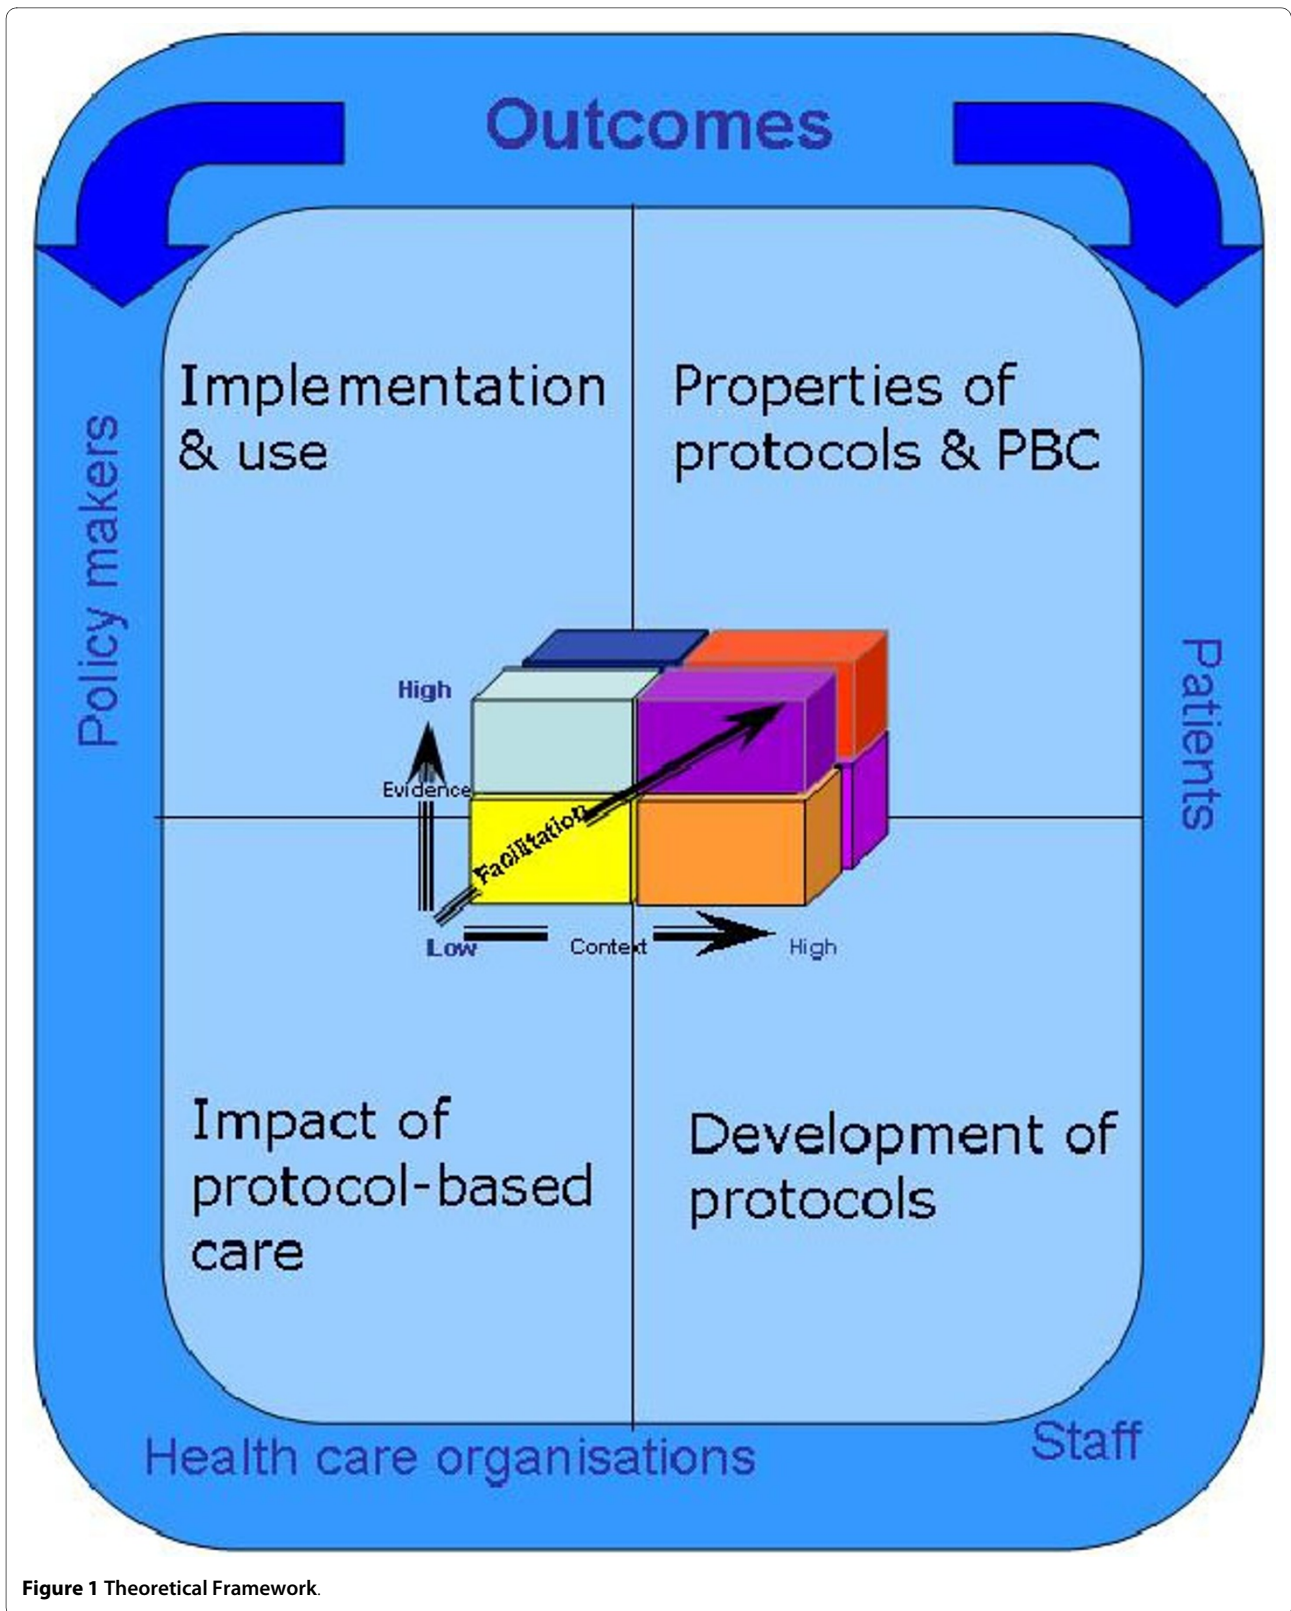 Outcomes
Implementation
& use
Properties of
protocols & PBC
Policy makers
Patients
High
Evidence
Facilitation
Low
Context
High
Impact of
protocol-based
care
Development of
protocols
Health care organisations
Staff
Figure 1 Theoretical Framework.